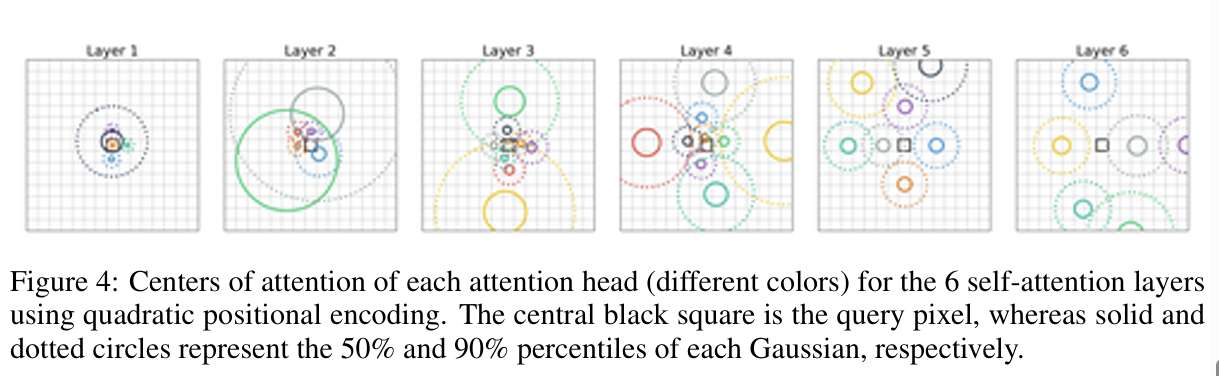 Layer 1
Layer 2
Layer 3
Layer 4
Layer 5
Layer 6
Figure 4: Centers of attention of each attention head (different colors) for the 6 self-attention layers
using quadratic positional encoding. The central black square is the query pixel, whereas solid and
dotted circles represent the 50% and 90% percentiles of each Gaussian, respectively.